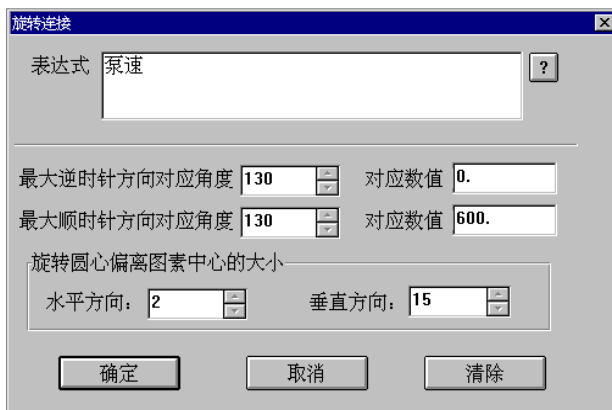 旋转连接
表达式 泵速 ?
最大逆时针方向对应角度 130 对应数值 0.
最大顺时针方向对应角度 130 对应数值 600.
旋转圆心偏离图素中心的大小
水平方向: 2 垂直方向: 15
确定 取消 清除